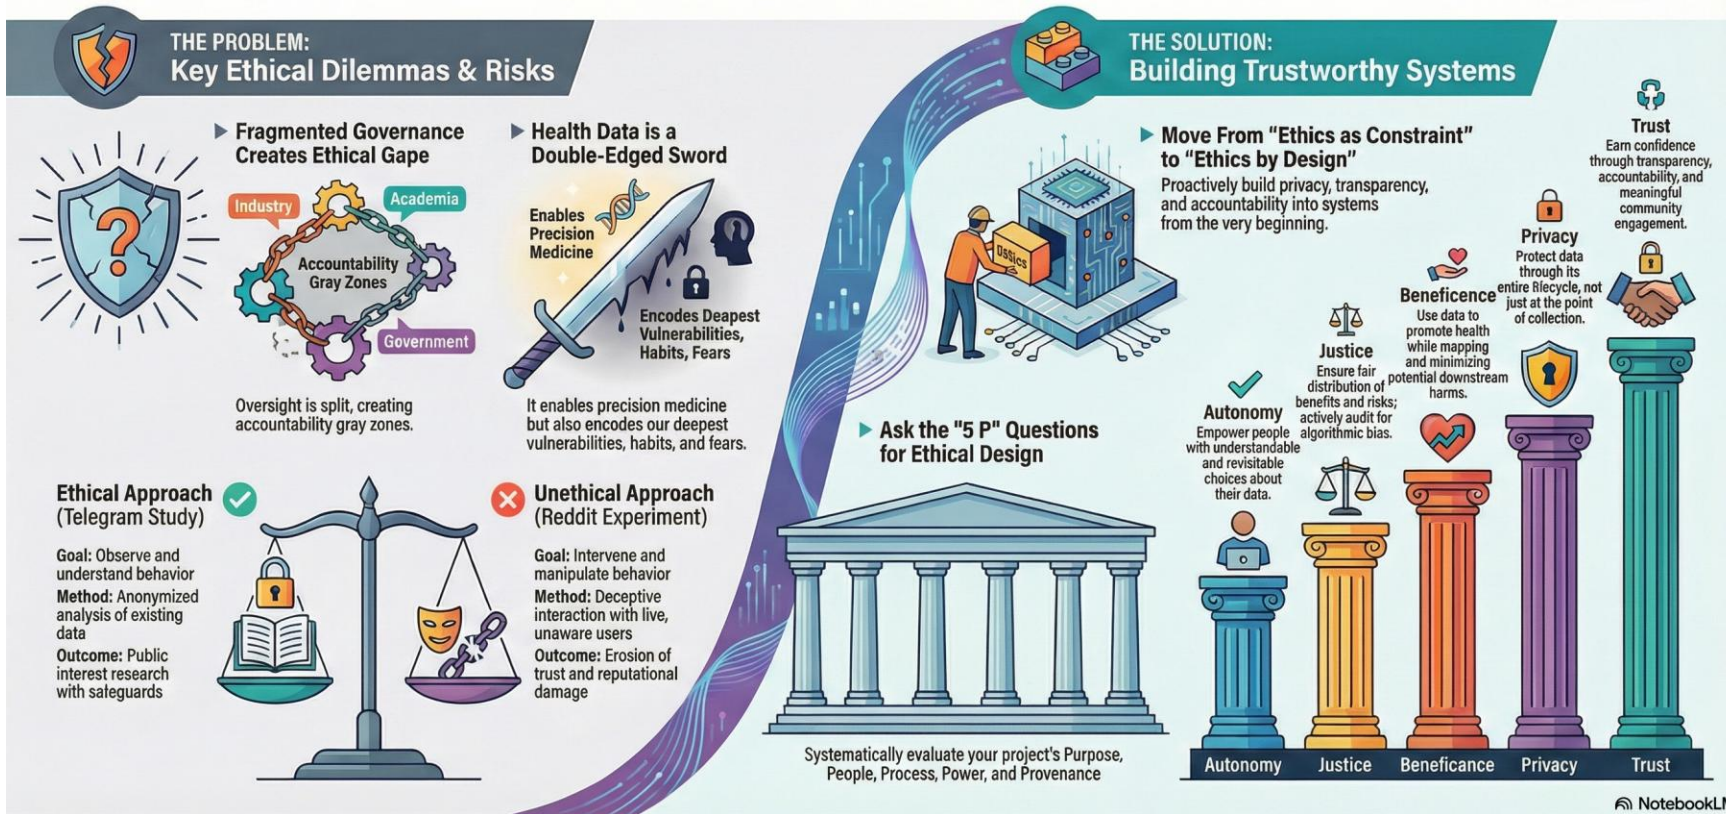 THE PROBLEM:
Key Ethical Dilemmas & Risks
Fragmented Governance
Creates Ethical Gape
Industry
Academia
Accountability
Gray Zones
Government
Oversight is split, creating
accountability gray zones.
Health Data is a
Double-Edged Sword
Enables
Precision
Medicine
Encodes Deapest
Vulnerabilities,
Habits, Fears
It enables precision medicine
but also encodes our deepest
vulnerabilities, habits, and fears.
Ethical Approach
(Telegram Study)
Goal: Observe and
understand behavior
Method: Anonymized
analysis of existing
data
Outcome: Public
interest research
with safeguards
Unethical Approach
(Reddit Experiment)
Goal: Intervene and
manipulate behavior
Method: Deceptive
interaction with live,
unaware users
Outcome: Erosion of
trust and reputational
damage
THE SOLUTION:
Building Trustworthy Systems
Move From "Ethics as Constraint"
to "Ethics by Design"
Proactively build privacy, transparency,
and accountability into systems
from the very beginning.
Ask the "5 P" Questions
for Ethical Design
Systematically evaluate your project's Purpose,
People, Process, Power, and Provenance
Autonomy
Empower people
with understandable
and revisitable
choices about
their data.
Justice
Ensure fair
distribution of
benefits and risks;
actively audit for
algorithmic bias.
Beneficence
Use data to
promote health
while mapping
and minimizing
potential downstream
harms.
Privacy
Protect data
through its
entire lifecycle, not
just at the point
of collection.
Trust
Earn confidence
through transparency,
accountability, and
meaningful
community
engagement.
Autonomy
Justice
Beneficance
Privacy
Trust
NotebookLM